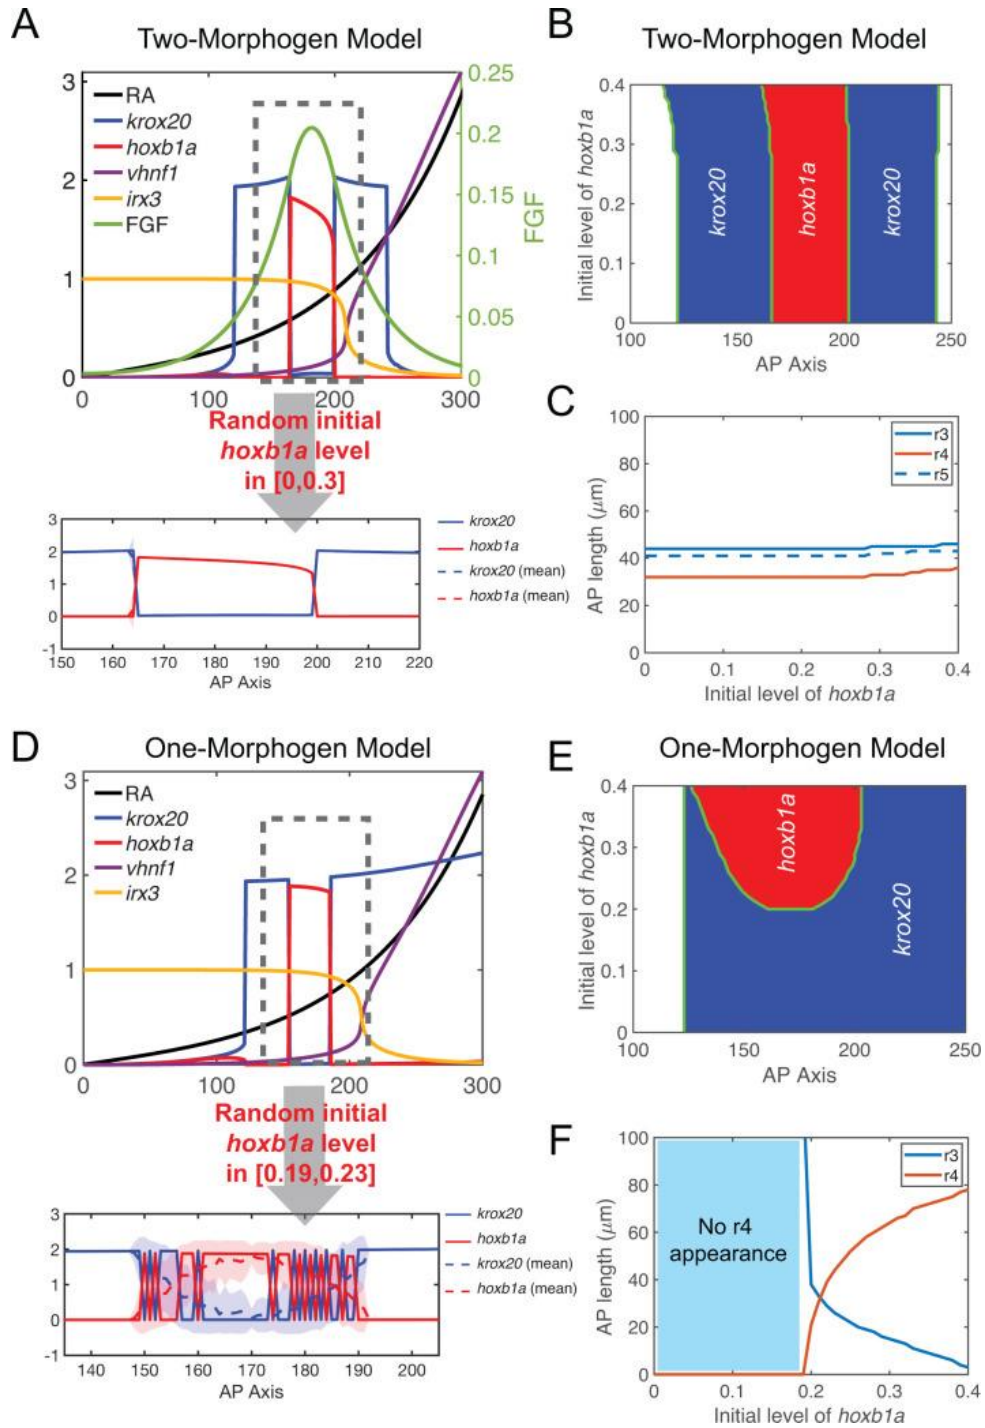 A
Two-Morphogen Model
3
2
1
0
RA
krox20
hoxb1a
vhnf1
irx3
FGF
0.25
0.2
0.15
0.1
0.05
0
FGF
0
100
200
300
Random initial
hoxb1a level
in [0,0.3]
3
2
1
0
-1
150
160
170
180
190
200
210
220
AP Axis
krox20
hoxb1a
krox20 (mean)
hoxb1a (mean)
B
Two-Morphogen Model
Initial level of hoxb1a
0.4
0.3
0.2
0.1
0
krox20
hoxb1a
krox20
100
150
200
250
AP Axis
C
AP length (μm)
100
80
60
40
20
0
r3
r4
r5
0
0.1
0.2
0.3
0.4
Initial level of hoxb1a
D
One-Morphogen Model
3
2
1
0
RA
krox20
hoxb1a
vhnf1
irx3
0
100
200
300
Random initial
hoxb1a level
in [0.19,0.23]
3
2
1
0
-1
140
150
160
170
180
190
200
AP Axis
krox20
hoxb1a
krox20 (mean)
hoxb1a (mean)
E
One-Morphogen Model
Initial level of hoxb1a
0.4
0.3
0.2
0.1
0
hoxb1a
krox20
100
150
200
250
AP Axis
F
AP length (μm)
100
80
60
40
20
0
No r4
appearance
r3
r4
0
0.1
0.2
0.3
0.4
Initial level of hoxb1a